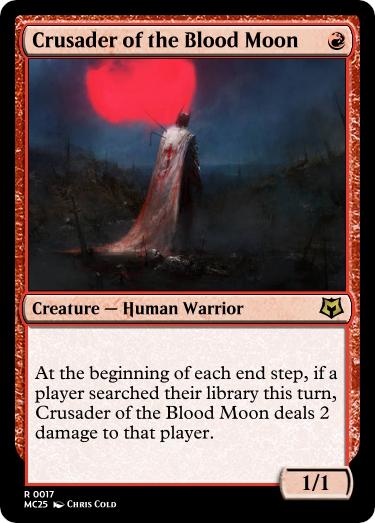 Crusader of the Blood Moon
Creature — Human Warrior
At the beginning of each end step, if a
player searched their library this turn,
Crusader of the Blood Moon deals 2
damage to that player.
1/1
R 0017
MC25 Chris Cold